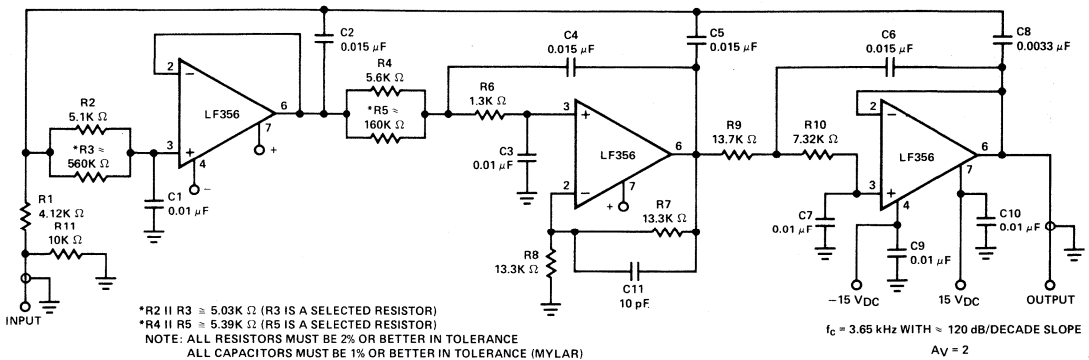 C2
0.015 μF
C4
0.015 μF
C5
0.015 μF
C6
0.015 μF
C8
0.0033 μF
R2
5.1K Ω
*R3 ≈
560K Ω
2
−
LF356
6
7
+
3
+
4
−
C1
0.01 μF
R4
5.6K Ω
*R5 ≈
160K Ω
R6
1.3K Ω
C3
0.01 μF
3
+
LF356
6
7
+
2
−
R7
13.3K Ω
R8
13.3K Ω
C11
10 pF.
R9
13.7K Ω
R10
7.32K Ω
2
−
LF356
6
7
3
+
4
C7
0.01 μF
C9
0.01 μF
C10
0.01 μF
R1
4.12K Ω
R11
10K Ω
INPUT
−15 VDC
15 VDC
OUTPUT
*R2 II R3 ≅ 5.03K Ω (R3 IS A SELECTED RESISTOR)
*R4 II R5 ≅ 5.39K Ω (R5 IS A SELECTED RESISTOR)
NOTE: ALL RESISTORS MUST BE 2% OR BETTER IN TOLERANCE
ALL CAPACITORS MUST BE 1% OR BETTER IN TOLERANCE (MYLAR)
fc = 3.65 kHz WITH ≈ 120 dB/DECADE SLOPE
AV = 2